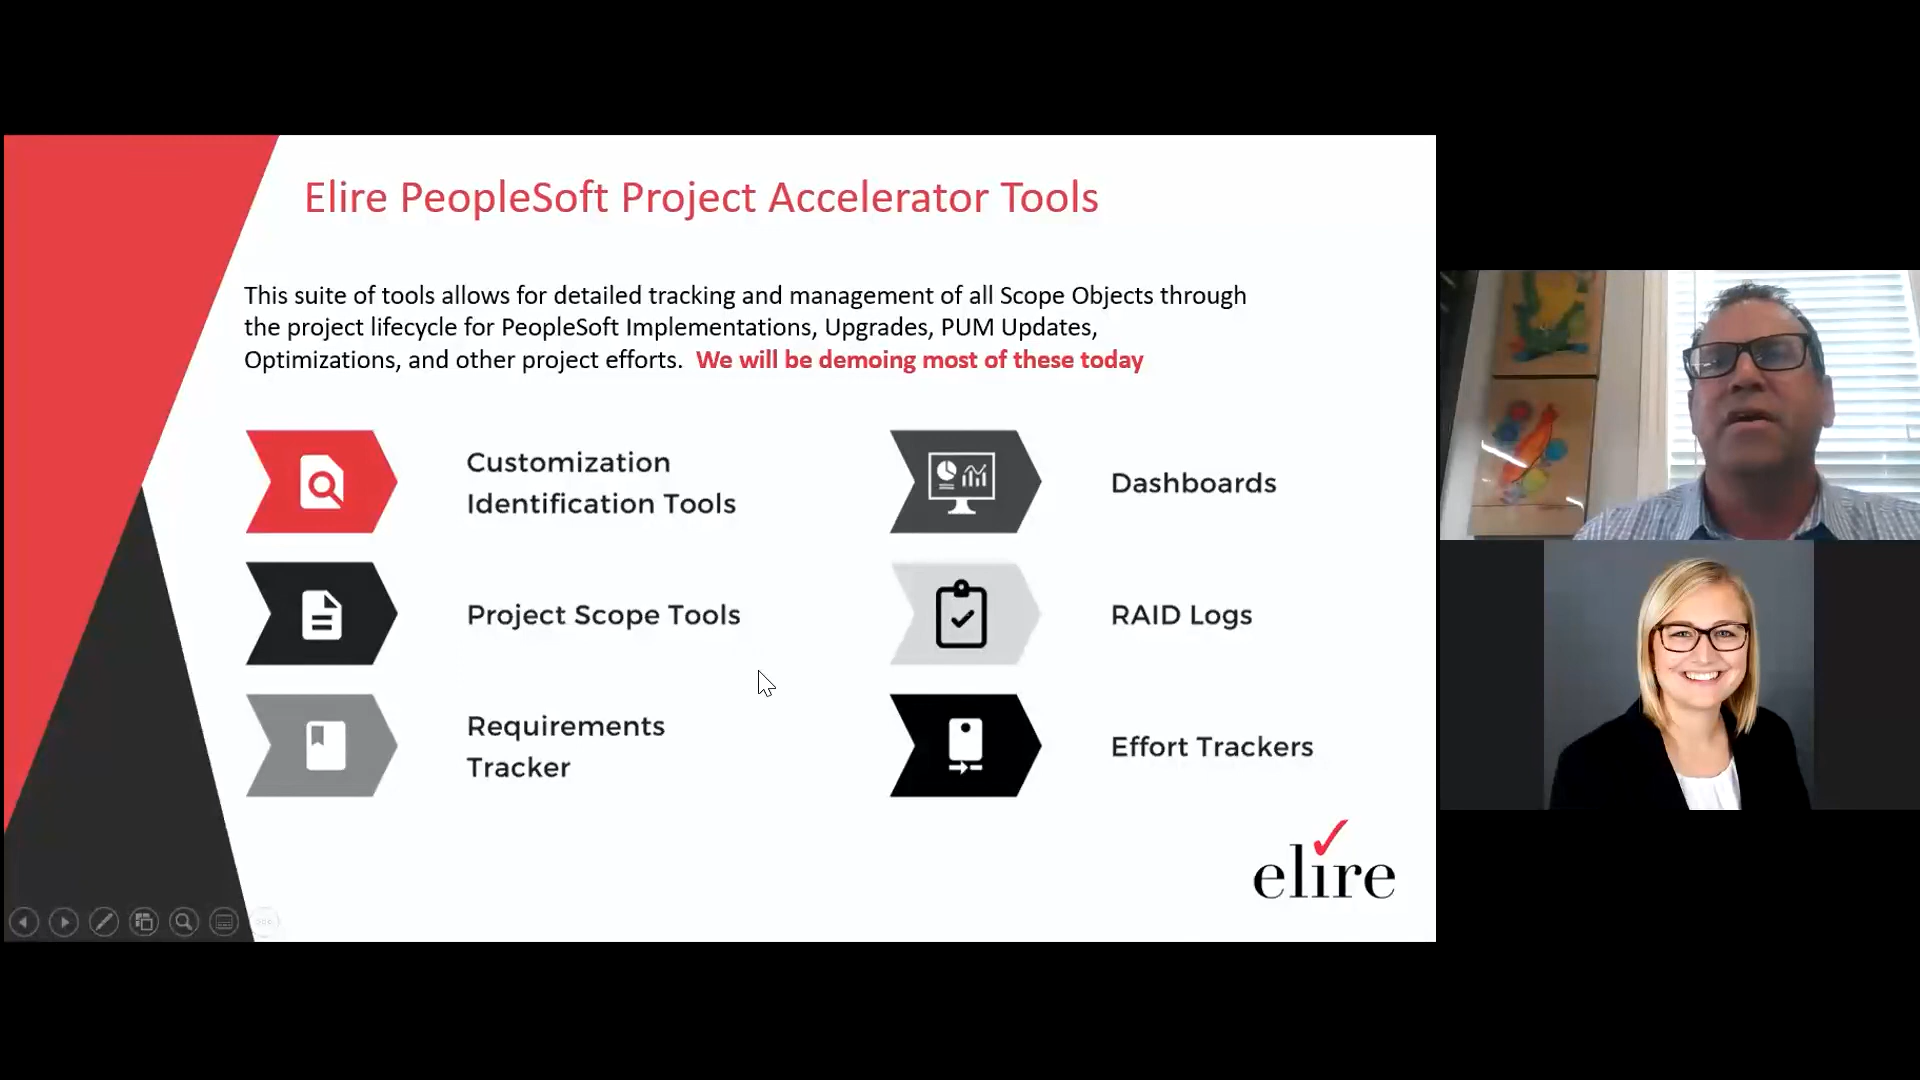 Elire PeopleSoft Project Accelerator Tools
This suite of tools allows for detailed tracking and management of all Scope Objects through
the project lifecycle for PeopleSoft Implementations, Upgrades, PUM Updates,
Optimizations, and other project efforts. We will be demoing most of these today
Customization
Identification Tools
Project Scope Tools
Requirements
Tracker
Dashboards
RAID Logs
Effort Trackers
elire